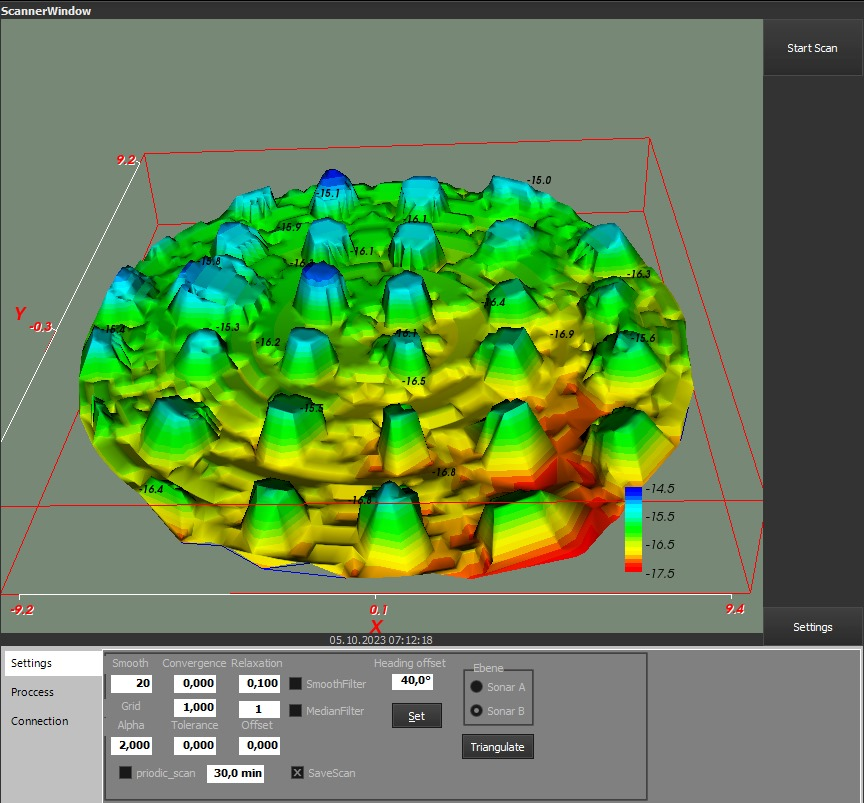 ScannerWindow
Start Scan
9.2
-15.1
-15.0
-16.1
-15.9
-16.1
-15.8
-16.3
-16.4
Y
-0.3
-15.4
-15.3
-16.2
-16.1
-16.9
-15.6
-16.5
-15.5
-16.8
-16.4
-16.8
-14.5
-15.5
-16.5
-17.5
-9.2
0.1
9.4
X
Settings
05.10.2023 07:12:18
Settings
Proccess
Connection
Smooth Convergence Relaxation
20 0,000 0,100
SmoothFilter
Grid
1,000 1
MedianFilter
Alpha Tolerance Offset
2,000 0,000 0,000
priodic_scan 30,0 min
SaveScan
Heading offset
40,0°
Set
Ebene
Sonar A
Sonar B
Triangulate